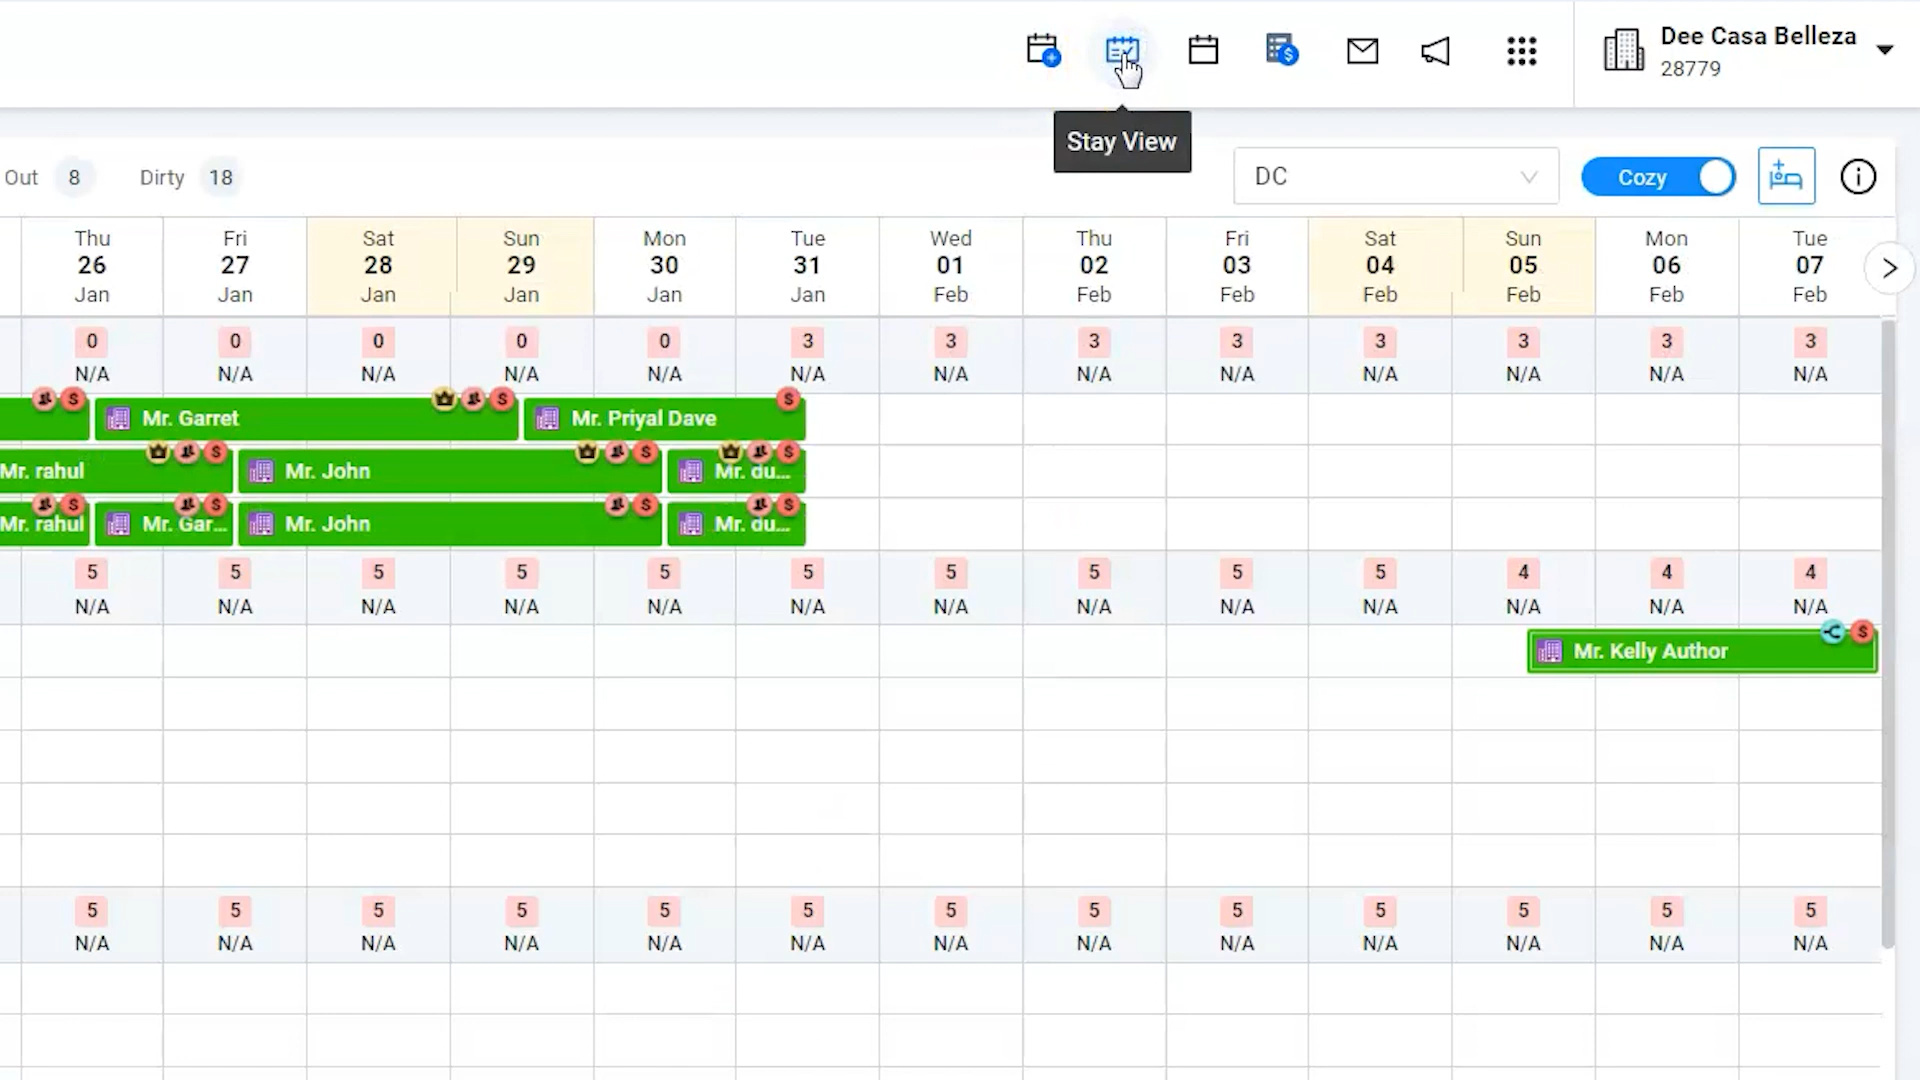 Dee Casa Belleza
28779
Stay View
Out 8 Dirty 18 DC Cozy
Thu Fri Sat Sun Mon Tue Wed Thu Fri Sat Sun Mon Tue
26 27 28 29 30 31 01 02 03 04 05 06 07
Jan Jan Jan Jan Jan Jan Feb Feb Feb Feb Feb Feb Feb
0 0 0 0 0 3 3 3 3 3 3 3 3
N/A N/A N/A N/A N/A N/A N/A N/A N/A N/A N/A N/A N/A
Mr. Garret Mr. Priyal Dave
Mr. rahul Mr. John Mr. du...
Mr. rahul Mr. Gar... Mr. John Mr. du...
5 5 5 5 5 5 5 5 5 5 4 4 4
N/A N/A N/A N/A N/A N/A N/A N/A N/A N/A N/A N/A N/A
Mr. Kelly Author
5 5 5 5 5 5 5 5 5 5 5 5 5
N/A N/A N/A N/A N/A N/A N/A N/A N/A N/A N/A N/A N/A